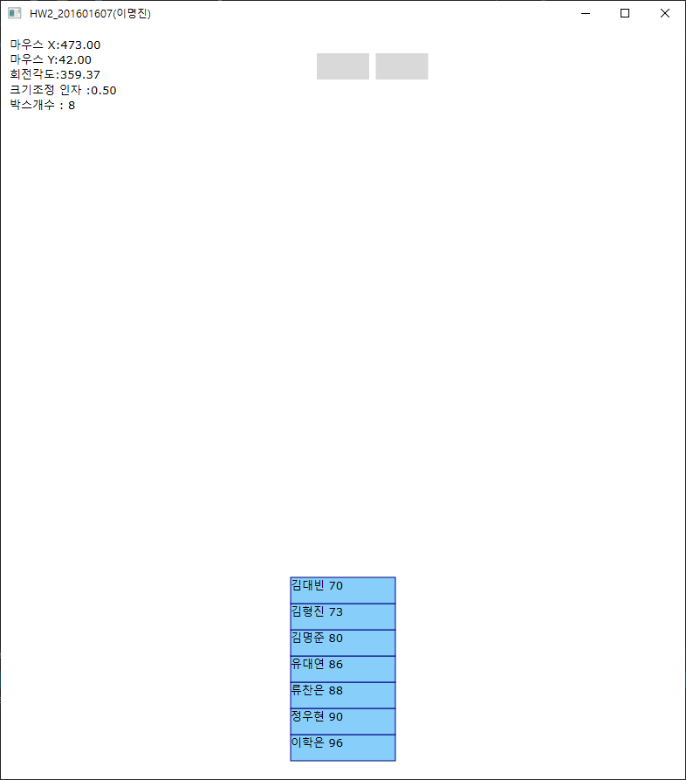 HW2_201601607(이명진)
마우스 X:473.00
마우스 Y:42.00
회전각도:359.37
크기조정 인자 :0.50
박스개수 : 8
김대빈 70
김형진 73
김명준 80
유대연 86
류찬은 88
정우현 90
이학은 96